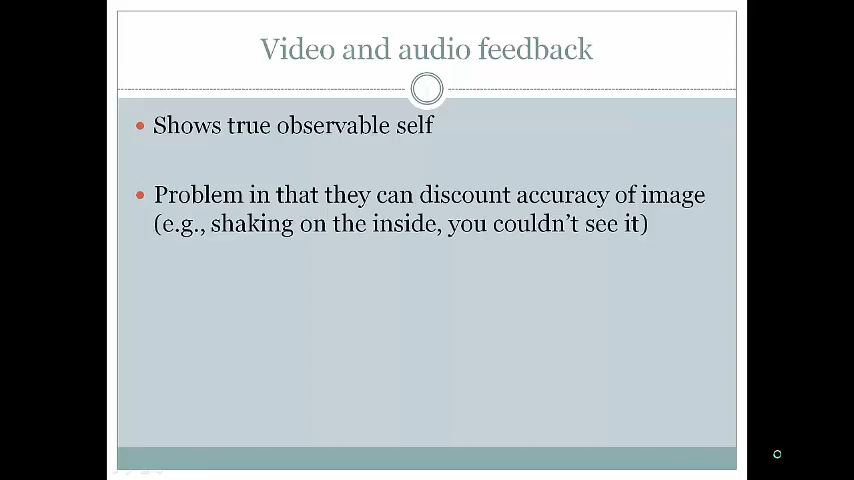 Video and audio feedback
• Shows true observable self
• Problem in that they can discount accuracy of image
(e.g., shaking on the inside, you couldn't see it)